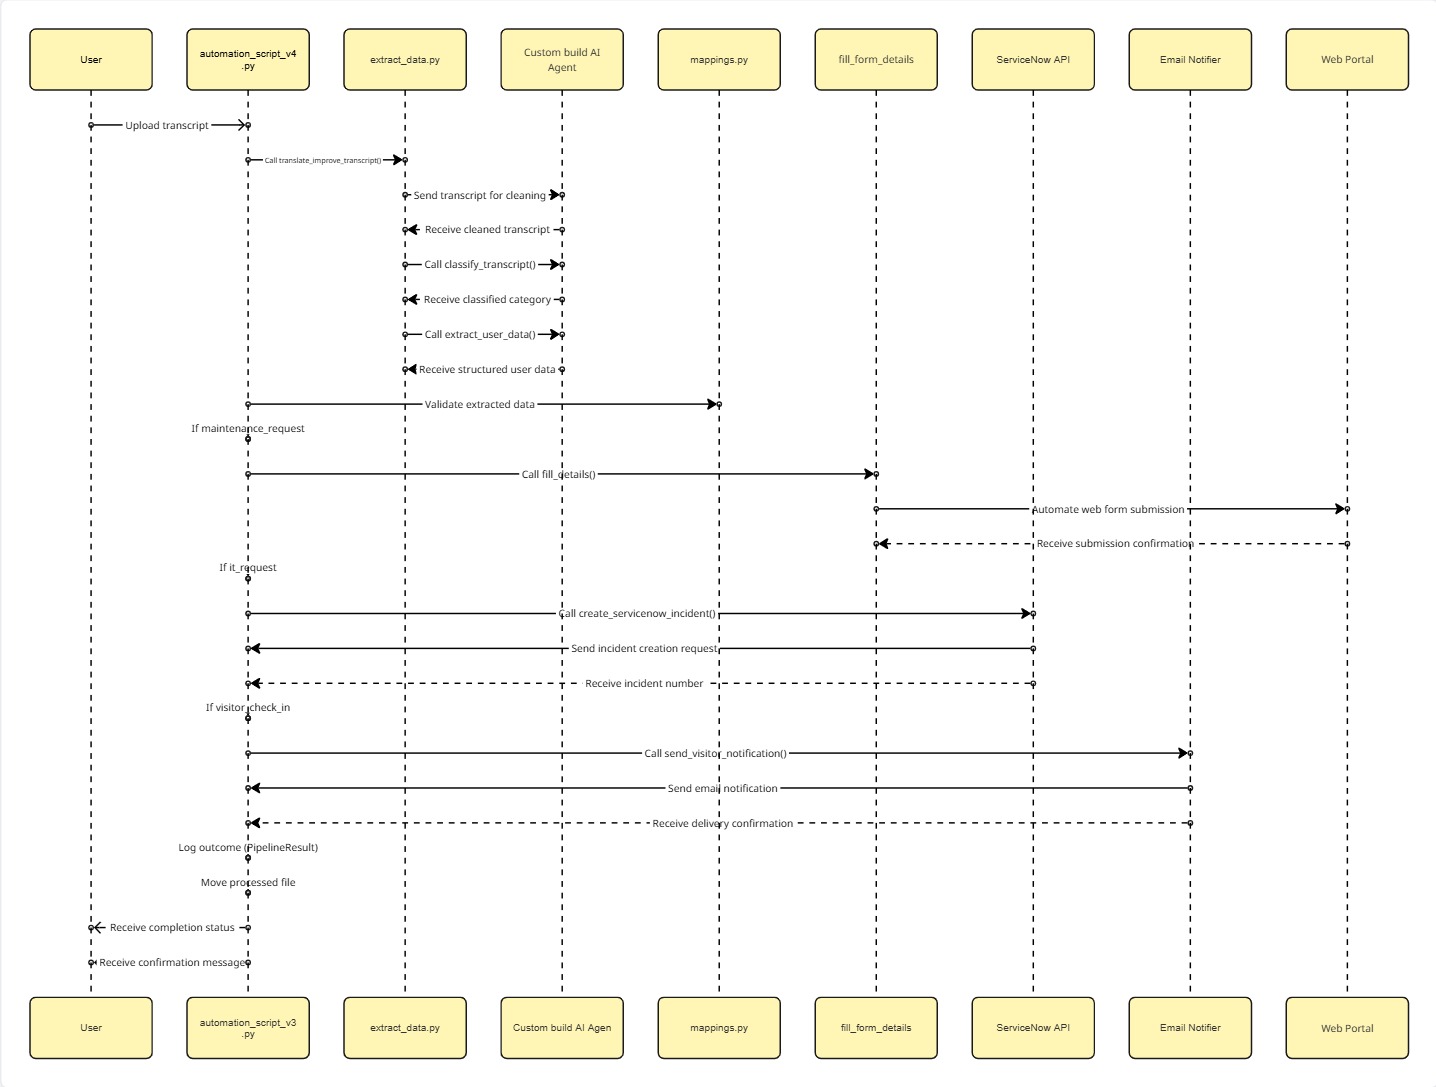 User
automation_script_v4
.py
extract_data.py
Custom build AI
Agent
mappings.py
fill_form_details
ServiceNow API
Email Notifier
Web Portal
Upload transcript
Call translate_improve_transcript()
Send transcript for cleaning
Receive cleaned transcript
Call classify_transcript()
Receive classified category
Call extract_user_data()
Receive structured user data
Validate extracted data
If maintenance_request
Call fill_details()
Automate web form submission
Receive submission confirmation
If it_request
Call create_servicenow_incident()
Send incident creation request
Receive incident number
If visitor_check_in
Call send_visitor_notification()
Send email notification
Receive delivery confirmation
Log outcome (PipelineResult)
Move processed file
Receive completion status
Receive confirmation message
User
automation_script_v3
.py
extract_data.py
Custom build AI Agen
mappings.py
fill_form_details
ServiceNow API
Email Notifier
Web Portal